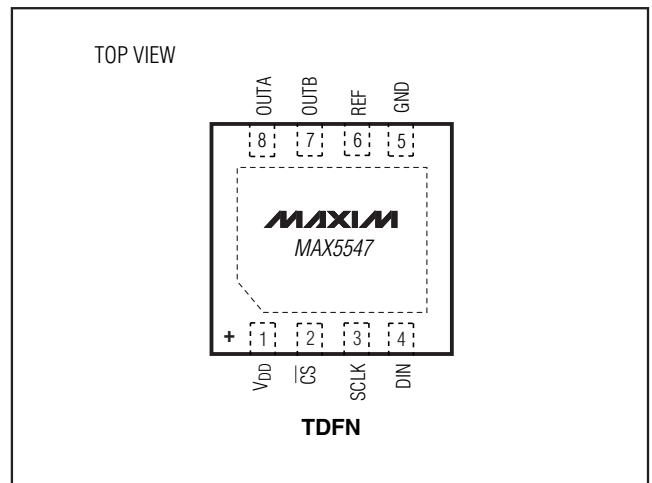 TOP VIEW
OUTA OUTB REF GND
8 7 6 5
MAXIM
MAX5547
+ 1 2 3 4
VDD C̅S̅ SCLK DIN
TDFN